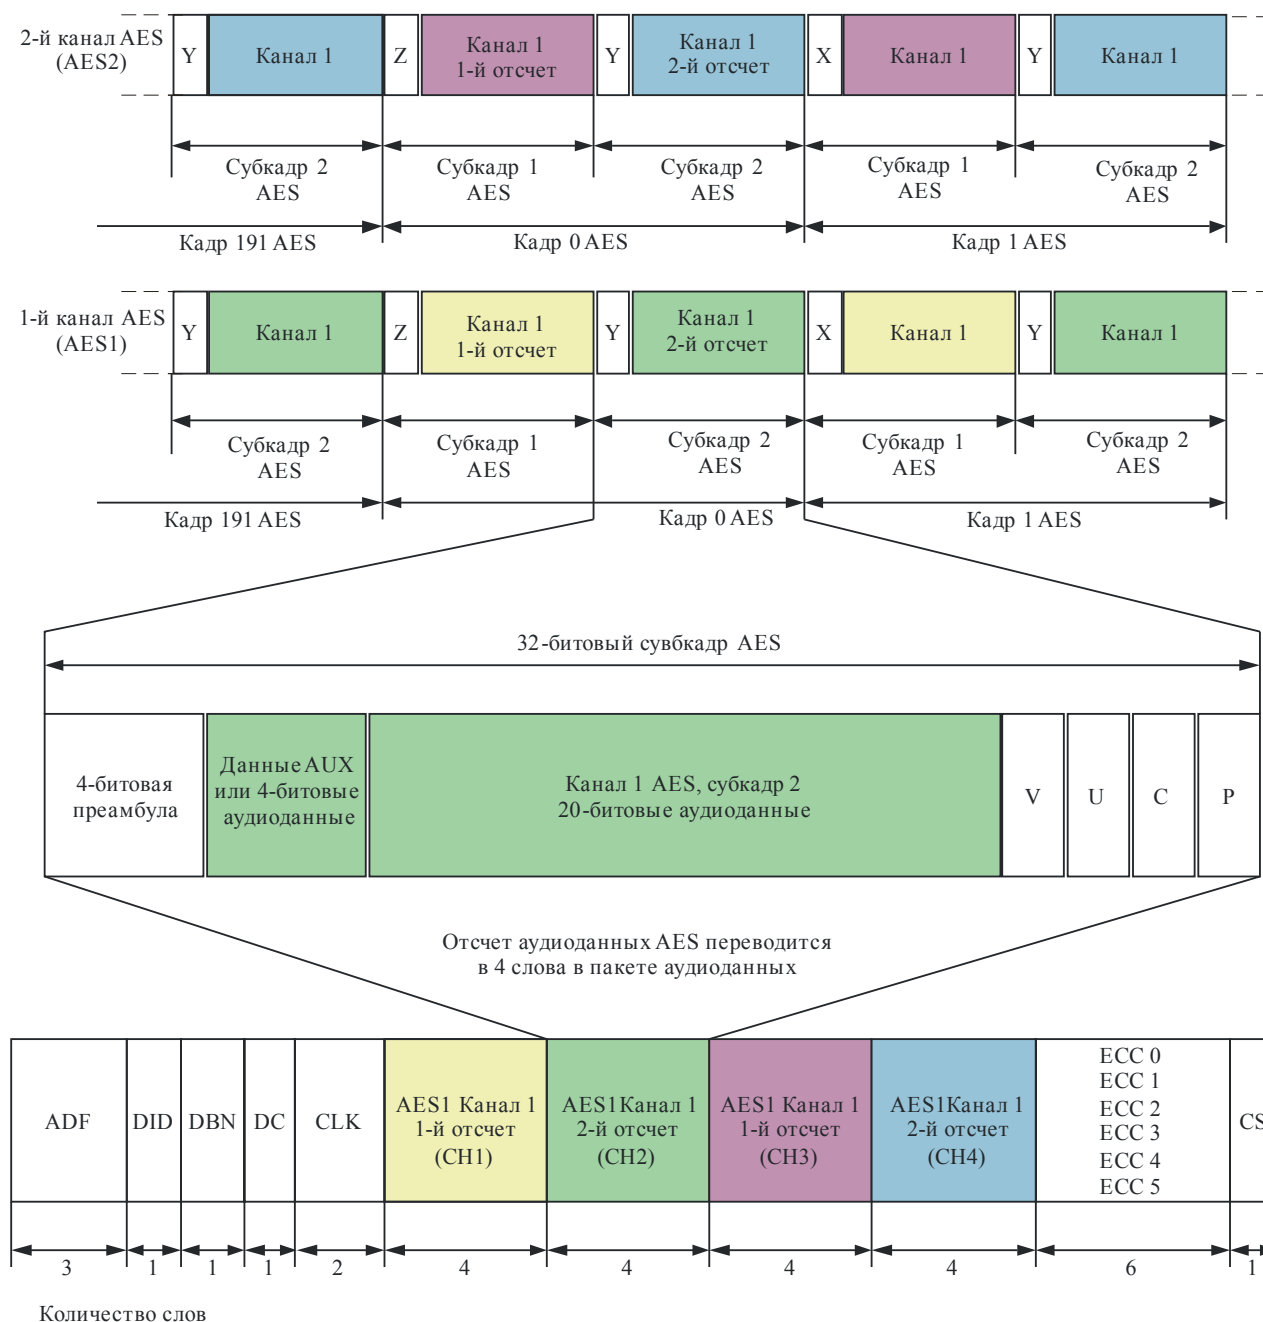 2-й канал AES
(AES2)
Y
Канал 1
Z
Канал 1
1-й отсчет
Y
Канал 1
2-й отсчет
X
Канал 1
Y
Канал 1
Субкадр 2
AES
Субкадр 1
AES
Субкадр 2
AES
Субкадр 1
AES
Субкадр 2
AES
Кадр 191 AES
Кадр 0 AES
Кадр 1 AES
1-й канал AES
(AES1)
Y
Канал 1
Z
Канал 1
1-й отсчет
Y
Канал 1
2-й отсчет
X
Канал 1
Y
Канал 1
Субкадр 2
AES
Субкадр 1
AES
Субкадр 2
AES
Субкадр 1
AES
Субкадр 2
AES
Кадр 191 AES
Кадр 0 AES
Кадр 1 AES
32-битовый сувбкадр AES
4-битовая
преамбула
Данные AUX
или 4-битовые
аудиоданные
Канал 1 AES, субкадр 2
20-битовые аудиоданные
V
U
C
P
Отсчет аудиоданных AES переводится
в 4 слова в пакете аудиоданных
ADF
DID
DBN
DC
CLK
AES1 Канал 1
1-й отсчет
(CH1)
AES1Канал 1
2-й отсчет
(CH2)
AES1 Канал 1
1-й отсчет
(CH3)
AES1Канал 1
2-й отсчет
(CH4)
ECC 0
ECC 1
ECC 2
ECC 3
ECC 4
ECC 5
CS
3
1
1
1
2
4
4
4
4
6
1
Количество слов